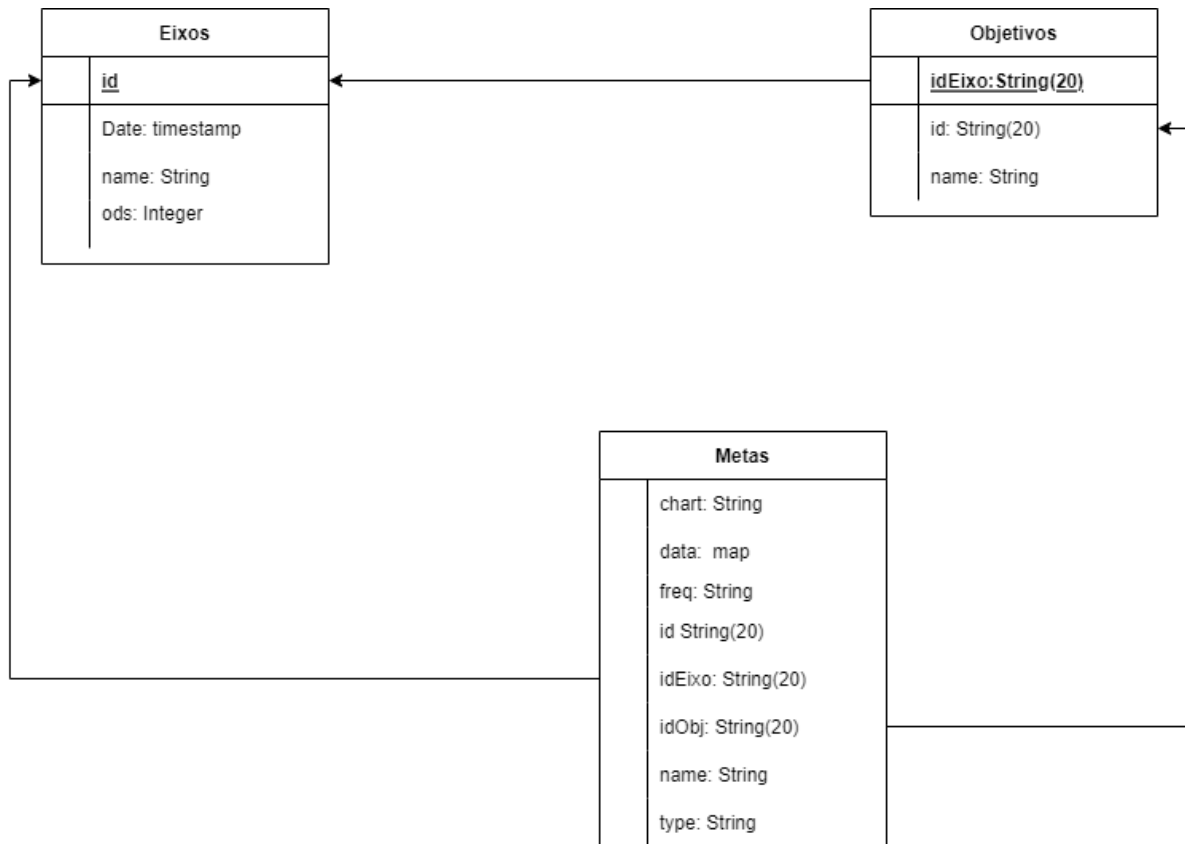 Eixos
id
Date: timestamp
name: String
ods: Integer
Objetivos
idEixo:String(20)
id: String(20)
name: String
Metas
chart: String
data:  map
freq: String
id String(20)
idEixo: String(20)
idObj: String(20)
name: String
type: String